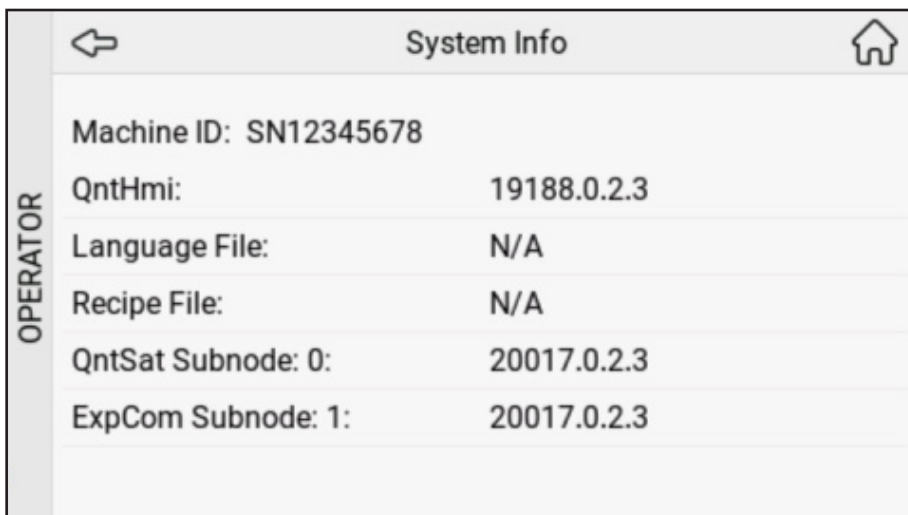 System Info
OPERATOR
Machine ID: SN12345678
QntHmi: 19188.0.2.3
Language File: N/A
Recipe File: N/A
QntSat Subnode: 0: 20017.0.2.3
ExpCom Subnode: 1: 20017.0.2.3